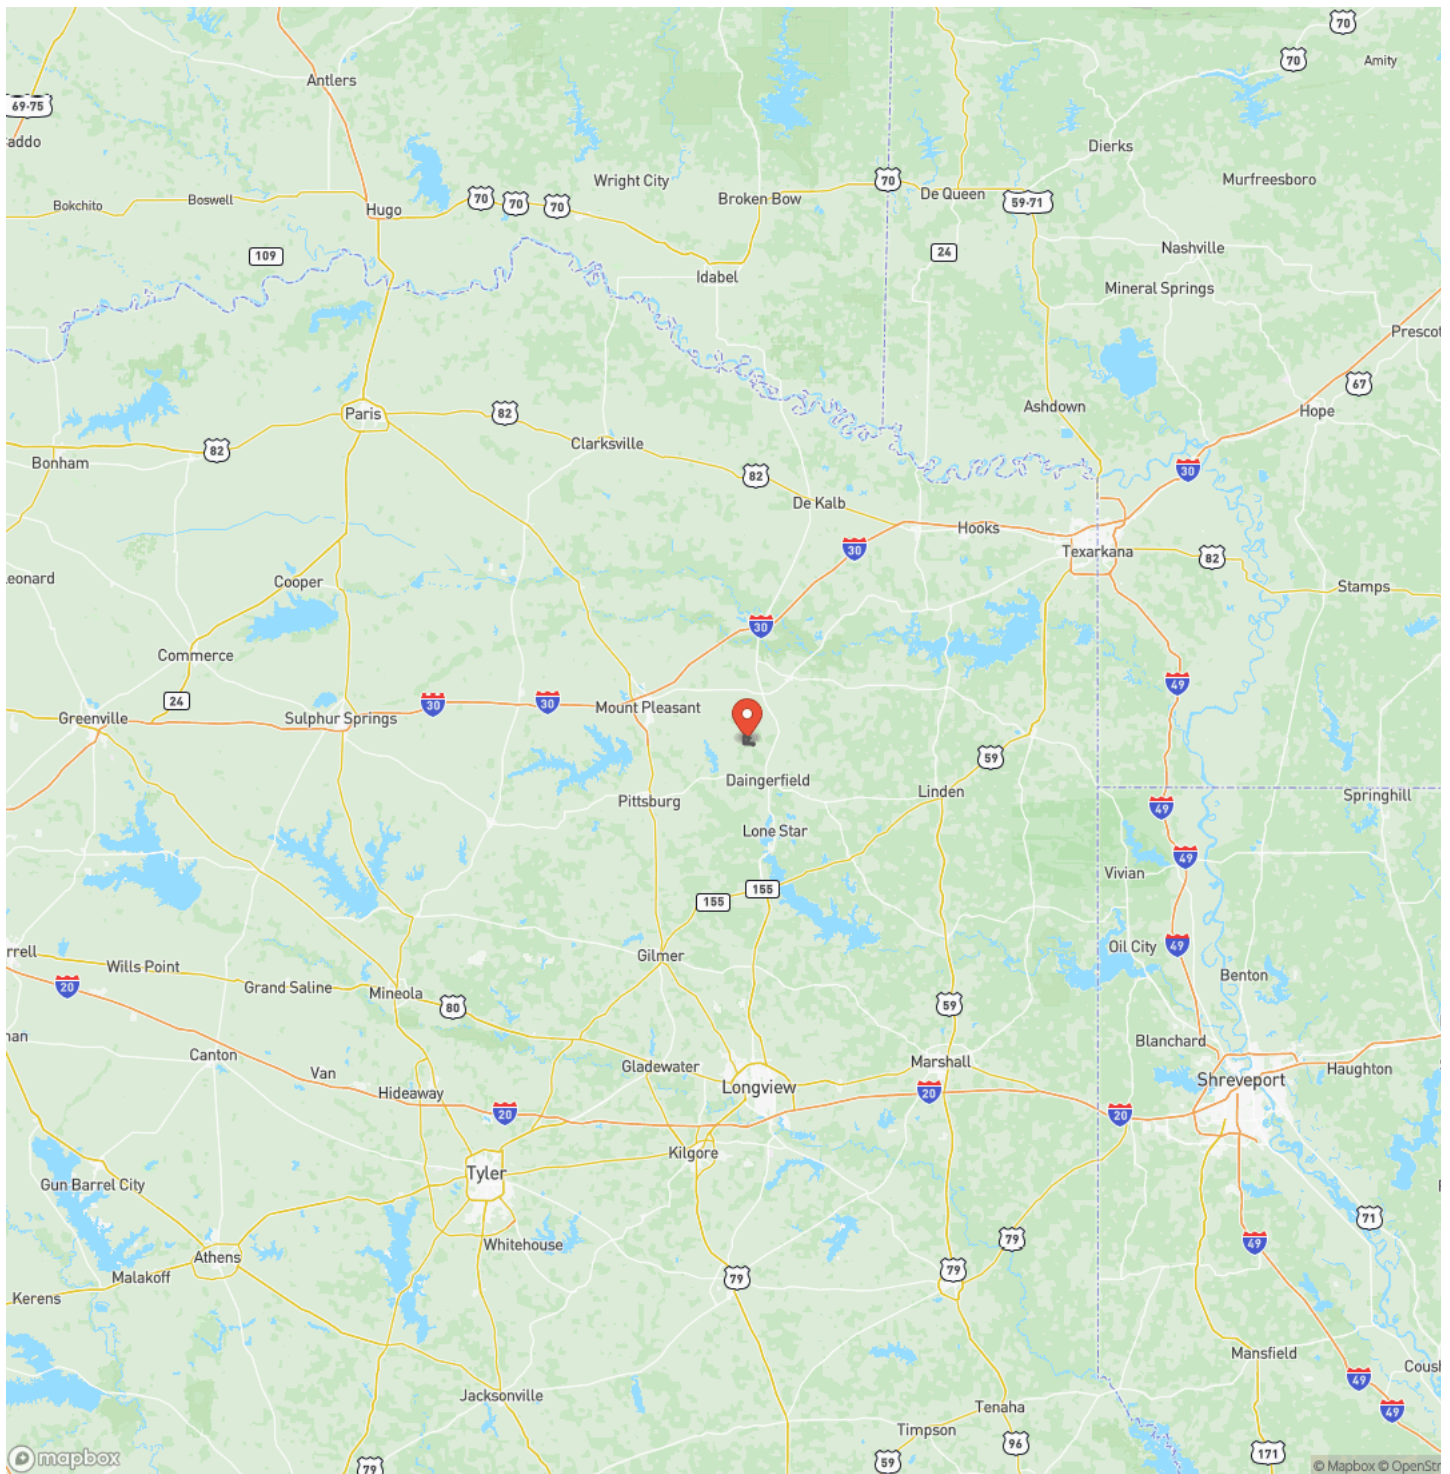 70
Antlers
70
Amity
69-75
addo
Dierks
Wright City
70
Murfreesboro
Bokchito
Boswell
Hugo
70
70
70
Broken Bow
De Queen
59-71
109
24
Nashville
Idabel
Mineral Springs
Prescot
67
Paris
82
Ashdown
Hope
82
Clarksville
Bonham
82
30
De Kalb
Hooks
30
Texarkana
82
eonard
Cooper
Stamps
30
Commerce
49
24
30
30
Mount Pleasant
Greenville
Sulphur Springs
59
Daingerfield
Linden
Pittsburg
49
Springhill
Lone Star
49
Vivian
155
155
49
rrell
Wills Point
Gilmer
Oil City
Benton
20
Grand Saline
Mineola
80
59
nan
Canton
Blanchard
Van
Gladewater
Marshall
Haughton
Hideaway
Longview
Shreveport
20
20
20
Kilgore
Tyler
Gun Barrel City
71
Whitehouse
79
49
Athens
Malakoff
79
79
Kerens
Mansfield
Coush
49
Jacksonville
49
Tenaha
Timpson
96
171
mapbox
79
59
© Mapbox © OpenStr